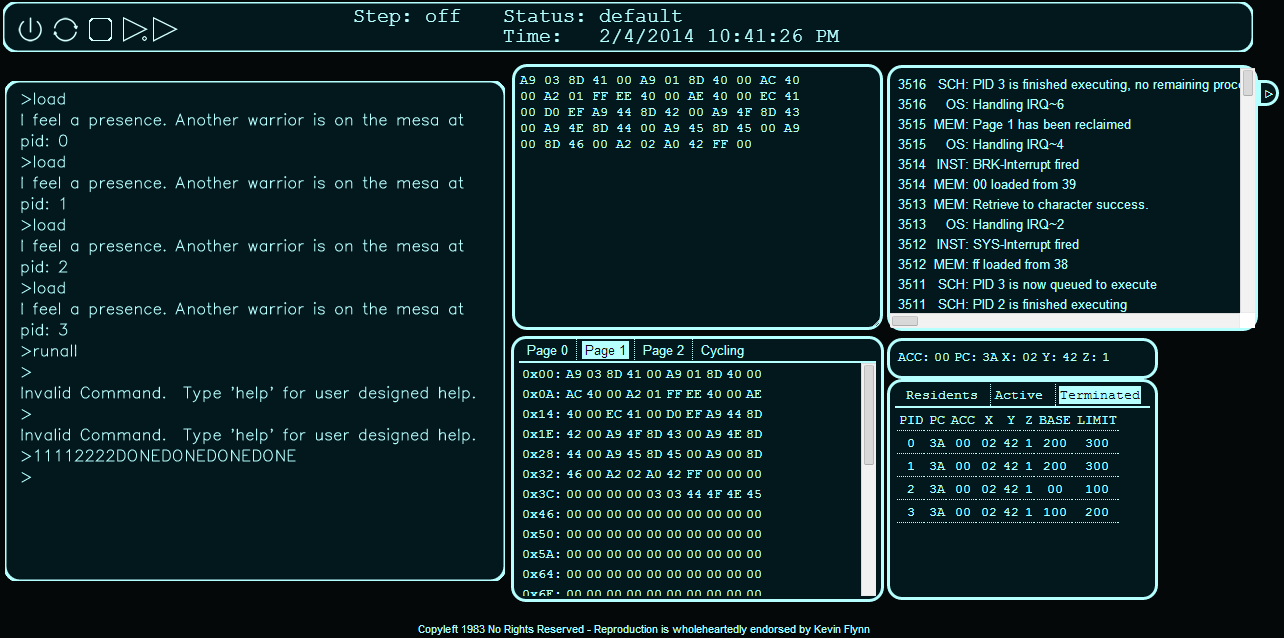 Step: off Status: default
Time: 2/4/2014 10:41:26 PM
>load
I feel a presence. Another warrior is on the mesa at
pid: 0
>load
I feel a presence. Another warrior is on the mesa at
pid: 1
>load
I feel a presence. Another warrior is on the mesa at
pid: 2
>load
I feel a presence. Another warrior is on the mesa at
pid: 3
>runall
>
Invalid Command. Type 'help' for user designed help.
>
Invalid Command. Type 'help' for user designed help.
>11112222DONEDONEDONEDONE
>
A9 03 8D 41 00 A9 01 8D 40 00 AC 40
00 A2 01 FF EE 40 00 AE 40 00 EC 41
00 D0 EF A9 44 8D 42 00 A9 4F 8D 43
00 A9 4E 8D 44 00 A9 45 8D 45 00 A9
00 8D 46 00 A2 02 A0 42 FF 00
3516 SCH: PID 3 is finished executing, no remaining proc
3516 OS: Handling IRQ~6
3515 MEM: Page 1 has been reclaimed
3515 OS: Handling IRQ~4
3514 INST: BRK-Interrupt fired
3514 MEM: 00 loaded from 39
3513 MEM: Retrieve to character success.
3513 OS: Handling IRQ~2
3512 INST: SYS-Interrupt fired
3512 MEM: ff loaded from 38
3511 SCH: PID 3 is now queued to execute
3511 SCH: PID 2 is finished executing
Page 0 Page 1 Page 2 Cycling
0x00: A9 03 8D 41 00 A9 01 8D 40 00
0x0A: AC 40 00 A2 01 FF EE 40 00 AE
0x14: 40 00 EC 41 00 D0 EF A9 44 8D
0x1E: 42 00 A9 4F 8D 43 00 A9 4E 8D
0x28: 44 00 A9 45 8D 45 00 A9 00 8D
0x32: 46 00 A2 02 A0 42 FF 00 00 00
0x3C: 00 00 00 00 03 03 44 4F 4E 45
0x46: 00 00 00 00 00 00 00 00 00 00
0x50: 00 00 00 00 00 00 00 00 00 00
0x5A: 00 00 00 00 00 00 00 00 00 00
0x64: 00 00 00 00 00 00 00 00 00 00
0x6E: 00 00 00 00 00 00 00 00 00 00
ACC: 00 PC: 3A X: 02 Y: 42 Z: 1
Residents Active Terminated
PID PC ACC X Y Z BASE LIMIT
0 3A 00 02 42 1 200 300
1 3A 00 02 42 1 200 300
2 3A 00 02 42 1 00 100
3 3A 00 02 42 1 100 200
Copyleft 1983 No Rights Reserved - Reproduction is wholeheartedly endorsed by Kevin Flynn